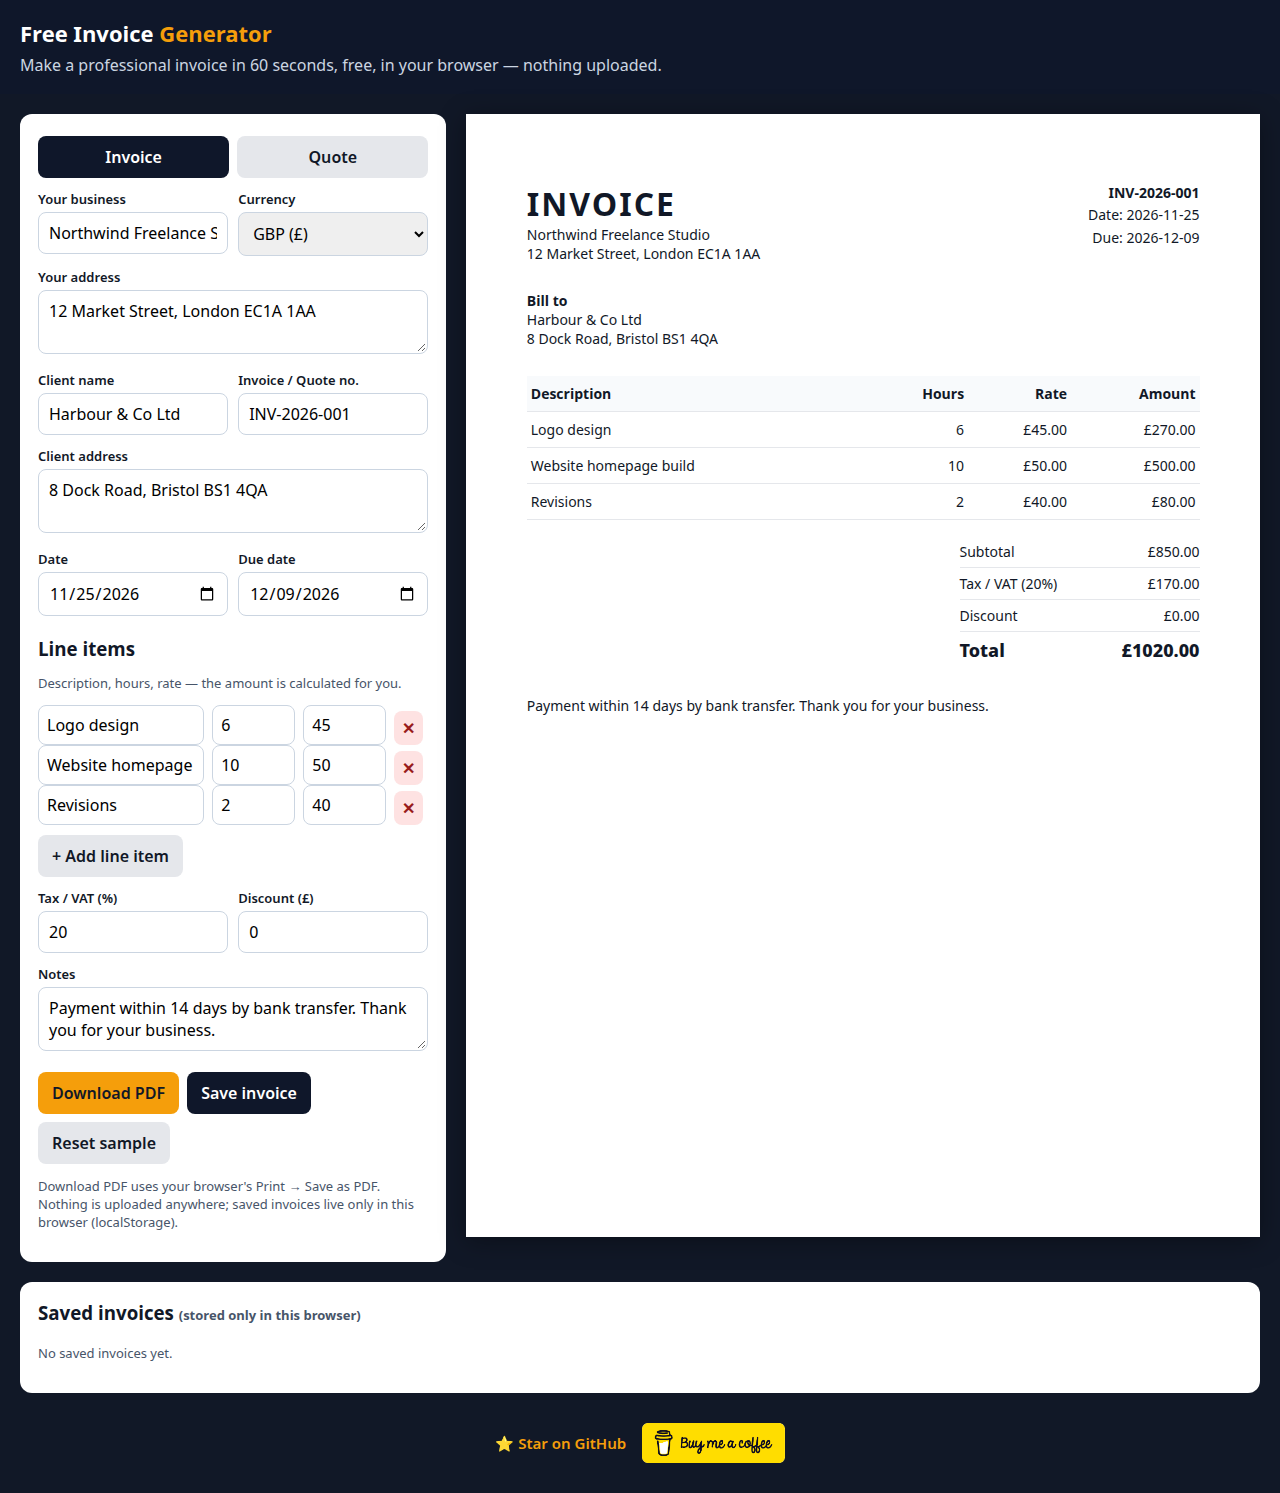 Free Invoice Generator
Make a professional invoice in 60 seconds, free, in your browser — nothing uploaded.
Invoice
Quote
Your business
Currency
Northwind Freelance S
GBP (£)
Your address
12 Market Street, London EC1A 1AA
Client name
Invoice / Quote no.
Harbour & Co Ltd
INV-2026-001
Client address
8 Dock Road, Bristol BS1 4QA
Date
Due date
11/25/2026
12/09/2026
Line items
Description, hours, rate — the amount is calculated for you.
Logo design 6 45 ✕
Website homepage 10 50 ✕
Revisions 2 40 ✕
+ Add line item
Tax / VAT (%)
Discount (£)
20
0
Notes
Payment within 14 days by bank transfer. Thank
you for your business.
Download PDF
Save invoice
Reset sample
Download PDF uses your browser's Print → Save as PDF.
Nothing is uploaded anywhere; saved invoices live only in this
browser (localStorage).
INVOICE
Northwind Freelance Studio
12 Market Street, London EC1A 1AA
INV-2026-001
Date: 2026-11-25
Due: 2026-12-09
Bill to
Harbour & Co Ltd
8 Dock Road, Bristol BS1 4QA
Description Hours Rate Amount
Logo design 6 £45.00 £270.00
Website homepage build 10 £50.00 £500.00
Revisions 2 £40.00 £80.00
Subtotal £850.00
Tax / VAT (20%) £170.00
Discount £0.00
Total £1020.00
Payment within 14 days by bank transfer. Thank you for your business.
Saved invoices (stored only in this browser)
No saved invoices yet.
⭐ Star on GitHub
Buy me a coffee